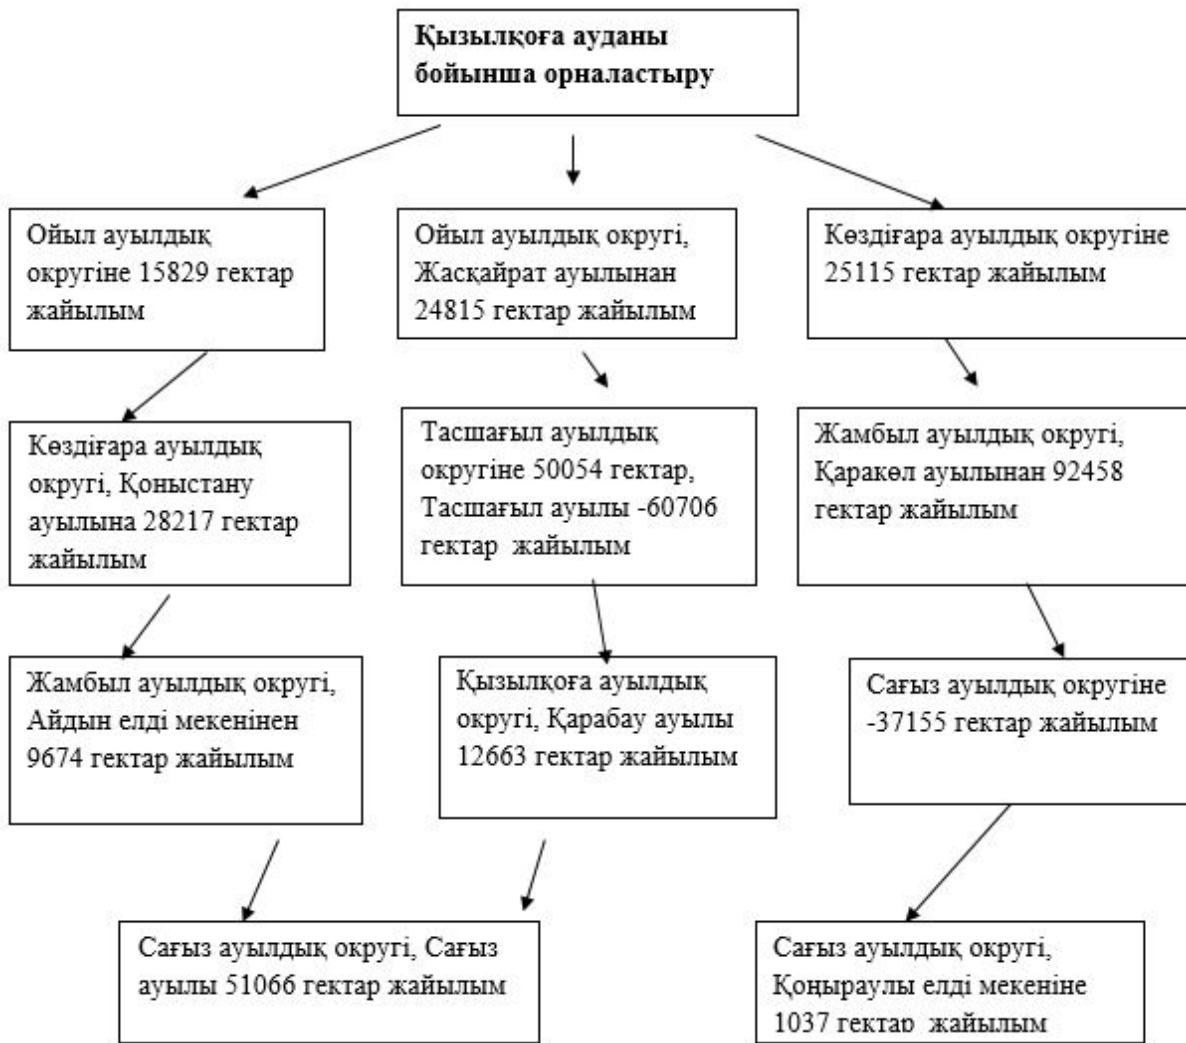 Қызылқоға ауданы
бойынша орналастыру
Ойыл ауылдық
округіне 15829 гектар
жайылым
Ойыл ауылдық округі,
Жасқайрат ауылынан
24815 гектар жайылым
Көздіғара ауылдық округіне
25115 гектар жайылым
Көздіғара ауылдық
округі, Қоныстану
ауылына 28217 гектар
жайылым
Тасшағыл ауылдық
округіне 50054 гектар,
Тасшағыл ауылы -60706
гектар жайылым
Жамбыл ауылдық округі,
Қаракөл ауылынан 92458
гектар жайылым
Жамбыл ауылдық округі,
Айдын елді мекенінен
9674 гектар жайылым
Қызылқоға ауылдық
округі, Қарабау ауылы
12663 гектар жайылым
Сағыз ауылдық округіне
-37155 гектар жайылым
Сағыз ауылдық округі, Сағыз
ауылы 51066 гектар жайылым
Сағыз ауылдық округі,
Қоңыраулы елді мекеніне
1037 гектар жайылым